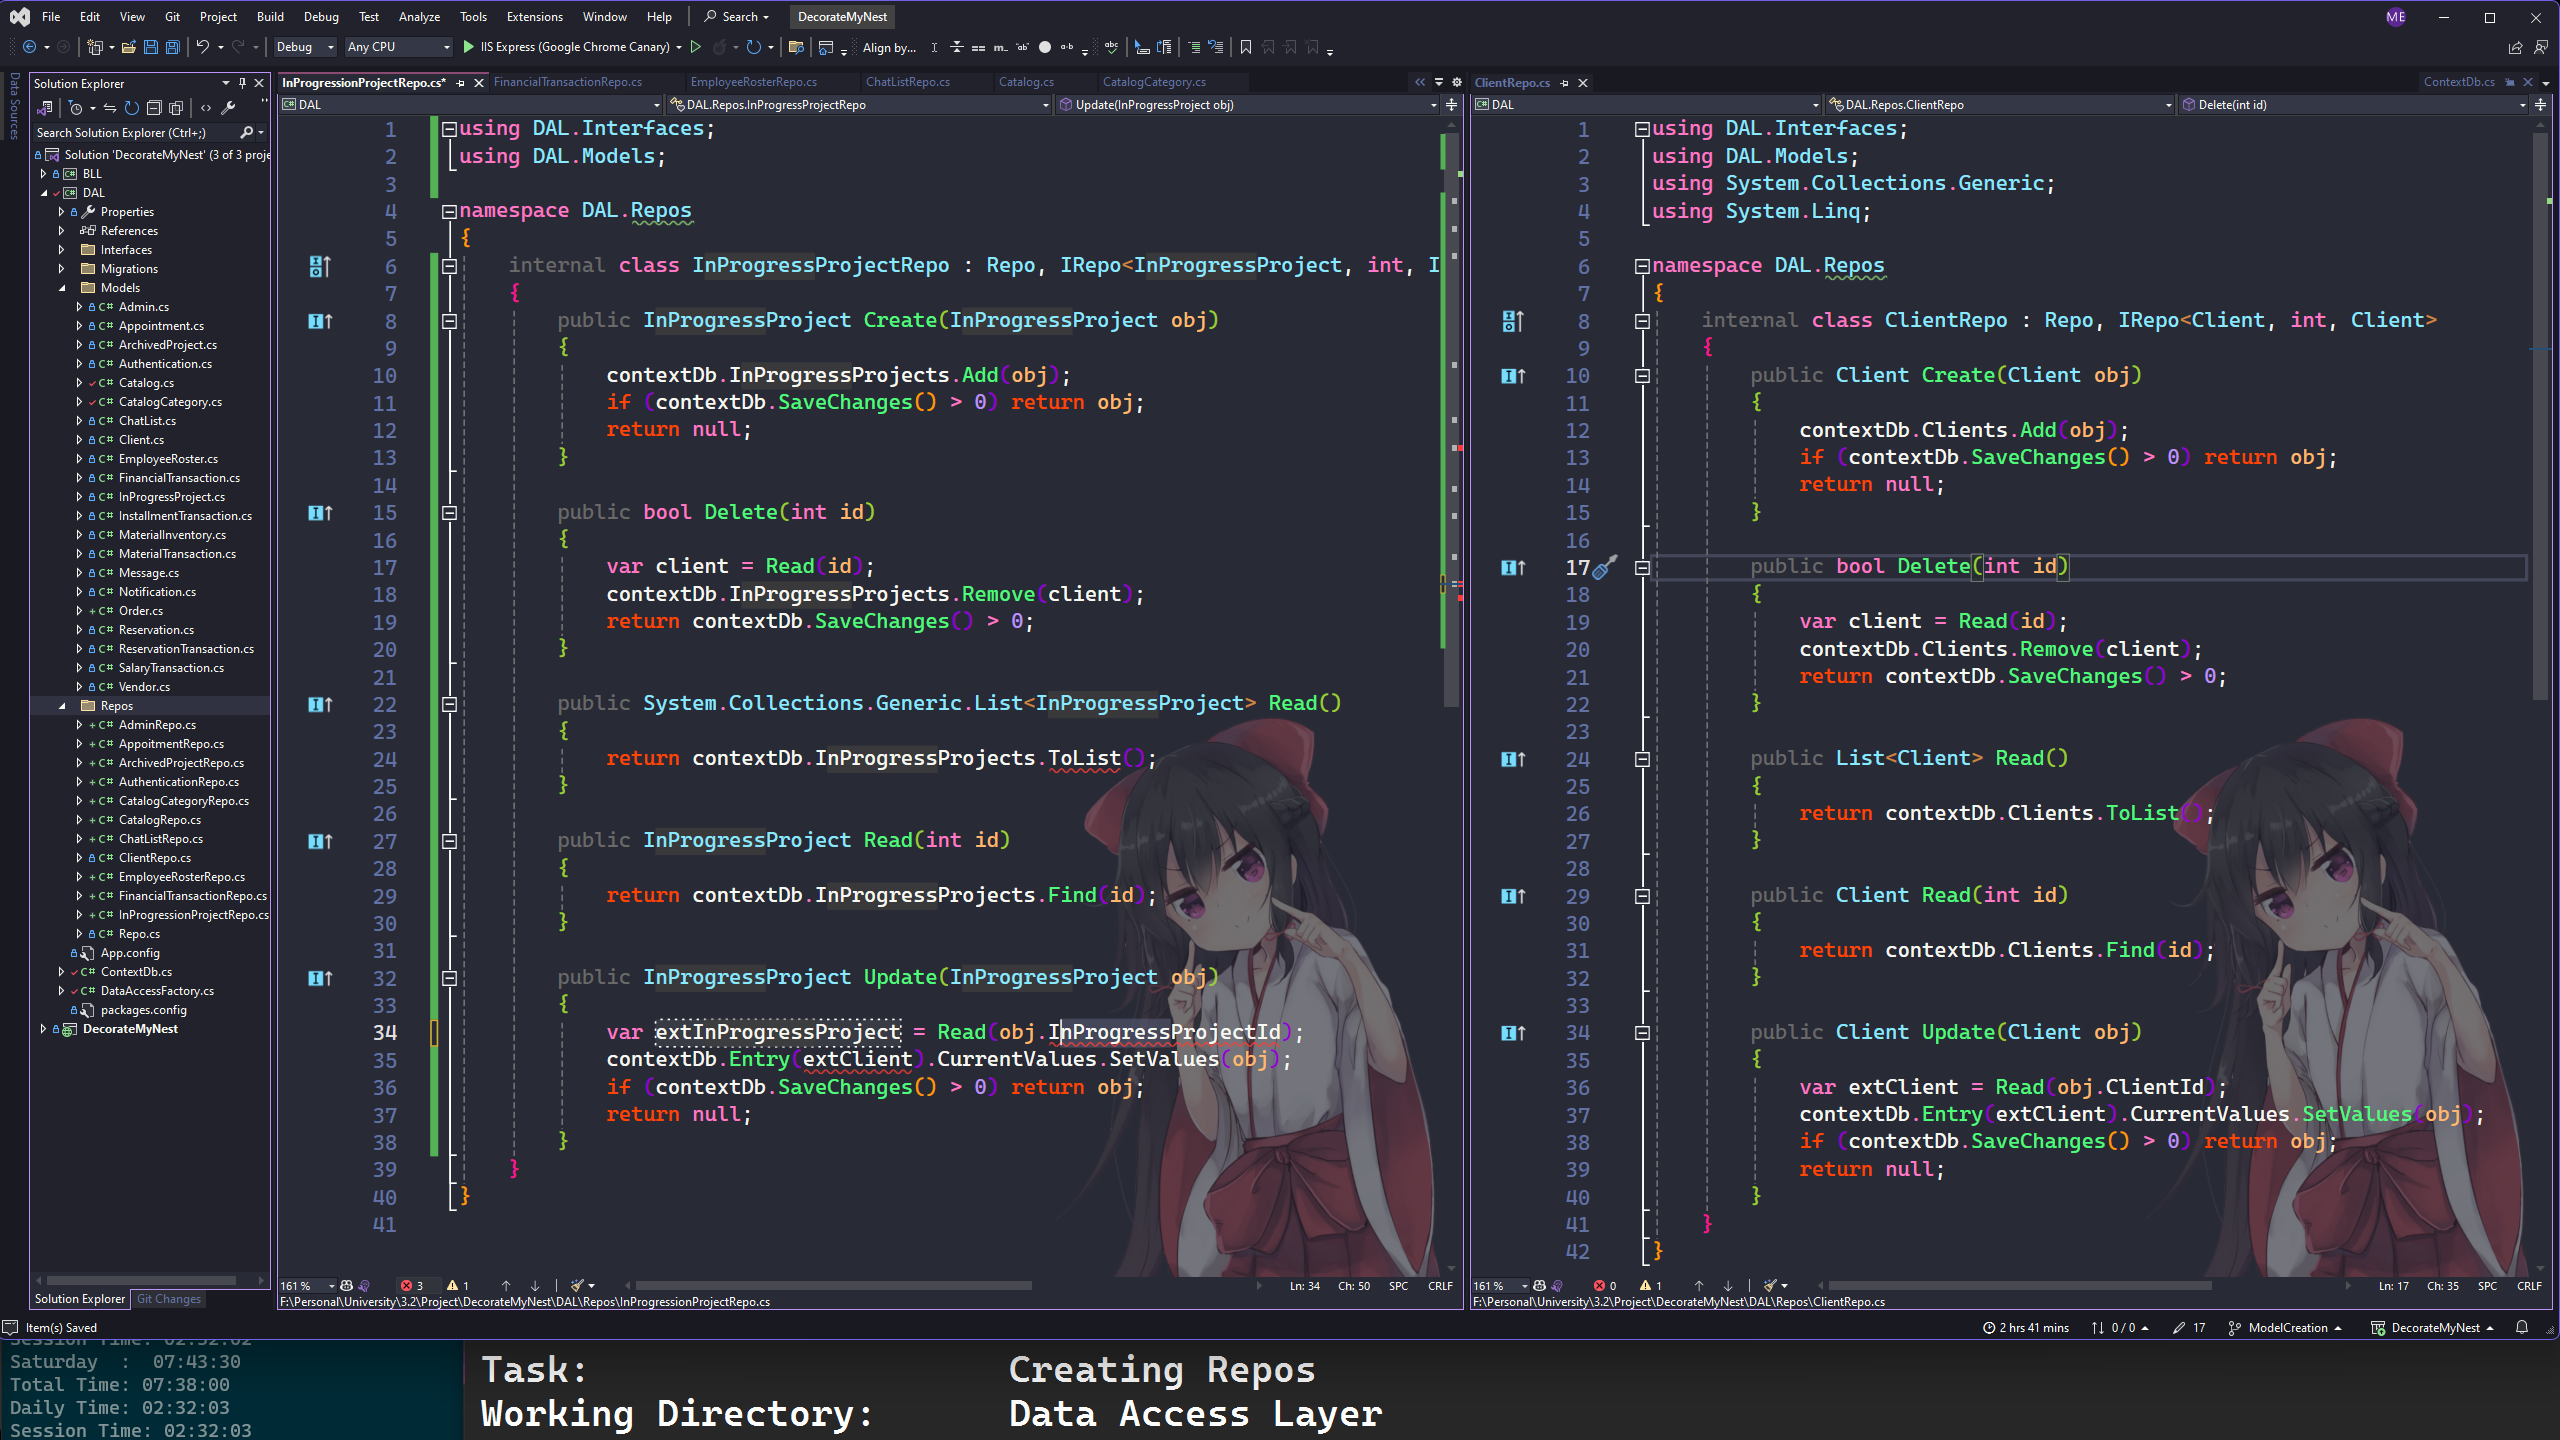 File Edit View Git Project Build Debug Test Analyze Tools Extensions Window Help Search DecorateMyNest ME
Debug Any CPU IIS Express (Google Chrome Canary) Align by...
Data Sources
Solution Explorer
Search Solution Explorer (Ctrl+;)
Solution 'DecorateMyNest' (3 of 3 proje
BLL
DAL
Properties
References
Interfaces
Migrations
Models
C# Admin.cs
C# Appointment.cs
C# ArchivedProject.cs
C# Authentication.cs
C# Catalog.cs
C# CatalogCategory.cs
C# ChatList.cs
C# Client.cs
C# EmployeeRoster.cs
C# FinancialTransaction.cs
C# InProgressProject.cs
C# InstallmentTransaction.cs
C# MaterialInventory.cs
C# MaterialTransaction.cs
C# Message.cs
C# Notification.cs
C# Order.cs
C# Reservation.cs
C# ReservationTransaction.cs
C# SalaryTransaction.cs
C# Vendor.cs
Repos
C# AdminRepo.cs
C# AppoitmentRepo.cs
C# ArchivedProjectRepo.cs
C# AuthenticationRepo.cs
C# CatalogCategoryRepo.cs
C# CatalogRepo.cs
C# ChatListRepo.cs
C# ClientRepo.cs
C# EmployeeRosterRepo.cs
C# FinancialTransactionRepo.cs
C# InProgressionProjectRepo.cs
C# Repo.cs
App.config
C# ContextDb.cs
C# DataAccessFactory.cs
packages.config
DecorateMyNest
Solution Explorer Git Changes
InProgressionProjectRepo.cs* FinancialTransactionRepo.cs EmployeeRosterRepo.cs ChatListRepo.cs Catalog.cs CatalogCategory.cs
DAL DAL.Repos.InProgressProjectRepo Update(InProgressProject obj)
1 using DAL.Interfaces;
2 using DAL.Models;
3
4 namespace DAL.Repos
5 {
6 internal class InProgressProjectRepo : Repo, IRepo<InProgressProject, int, I
7 {
8 public InProgressProject Create(InProgressProject obj)
9 {
10 contextDb.InProgressProjects.Add(obj);
11 if (contextDb.SaveChanges() > 0) return obj;
12 return null;
13 }
14
15 public bool Delete(int id)
16 {
17 var client = Read(id);
18 contextDb.InProgressProjects.Remove(client);
19 return contextDb.SaveChanges() > 0;
20 }
21
22 public System.Collections.Generic.List<InProgressProject> Read()
23 {
24 return contextDb.InProgressProjects.ToList();
25 }
26
27 public InProgressProject Read(int id)
28 {
29 return contextDb.InProgressProjects.Find(id);
30 }
31
32 public InProgressProject Update(InProgressProject obj)
33 {
34 var extInProgressProject = Read(obj.InProgressProjectId);
35 contextDb.Entry(extClient).CurrentValues.SetValues(obj);
36 if (contextDb.SaveChanges() > 0) return obj;
37 return null;
38 }
39 }
40 }
41
161 % 3 1 Ln: 34 Ch: 50 SPC CRLF
F:\Personal\University\3.2\Project\DecorateMyNest\DAL\Repos\InProgressionProjectRepo.cs
ClientRepo.cs ContextDb.cs
DAL DAL.Repos.ClientRepo Delete(int id)
1 using DAL.Interfaces;
2 using DAL.Models;
3 using System.Collections.Generic;
4 using System.Linq;
5
6 namespace DAL.Repos
7 {
8 internal class ClientRepo : Repo, IRepo<Client, int, Client>
9 {
10 public Client Create(Client obj)
11 {
12 contextDb.Clients.Add(obj);
13 if (contextDb.SaveChanges() > 0) return obj;
14 return null;
15 }
16
17 public bool Delete(int id)
18 {
19 var client = Read(id);
20 contextDb.Clients.Remove(client);
21 return contextDb.SaveChanges() > 0;
22 }
23
24 public List<Client> Read()
25 {
26 return contextDb.Clients.ToList();
27 }
28
29 public Client Read(int id)
30 {
31 return contextDb.Clients.Find(id);
32 }
33
34 public Client Update(Client obj)
35 {
36 var extClient = Read(obj.ClientId);
37 contextDb.Entry(extClient).CurrentValues.SetValues(obj);
38 if (contextDb.SaveChanges() > 0) return obj;
39 return null;
40 }
41 }
42 }
161 % 0 1 Ln: 17 Ch: 35 SPC CRLF
F:\Personal\University\3.2\Project\DecorateMyNest\DAL\Repos\ClientRepo.cs
Item(s) Saved 2 hrs 41 mins 0 / 0 17 ModelCreation DecorateMyNest
Session Time: 02:32:02
Saturday : 07:43:30
Total Time: 07:38:00
Daily Time: 02:32:03
Session Time: 02:32:03
Task: Creating Repos
Working Directory: Data Access Layer